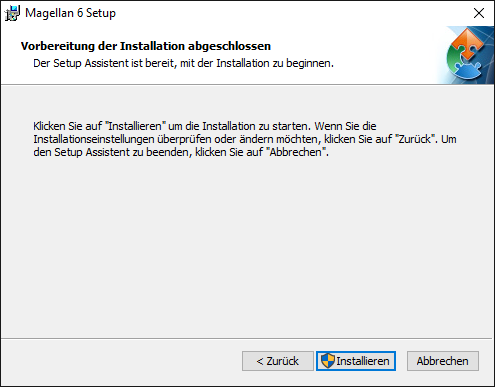 Magellan 6 Setup
Vorbereitung der Installation abgeschlossen
Der Setup Assistent ist bereit, mit der Installation zu beginnen.
Klicken Sie auf "Installieren" um die Installation zu starten. Wenn Sie die
Installationseinstellungen überprüfen oder ändern möchten, klicken Sie auf "Zurück". Um
den Setup Assistent zu beenden, klicken Sie auf "Abbrechen".
< Zurück Installieren Abbrechen